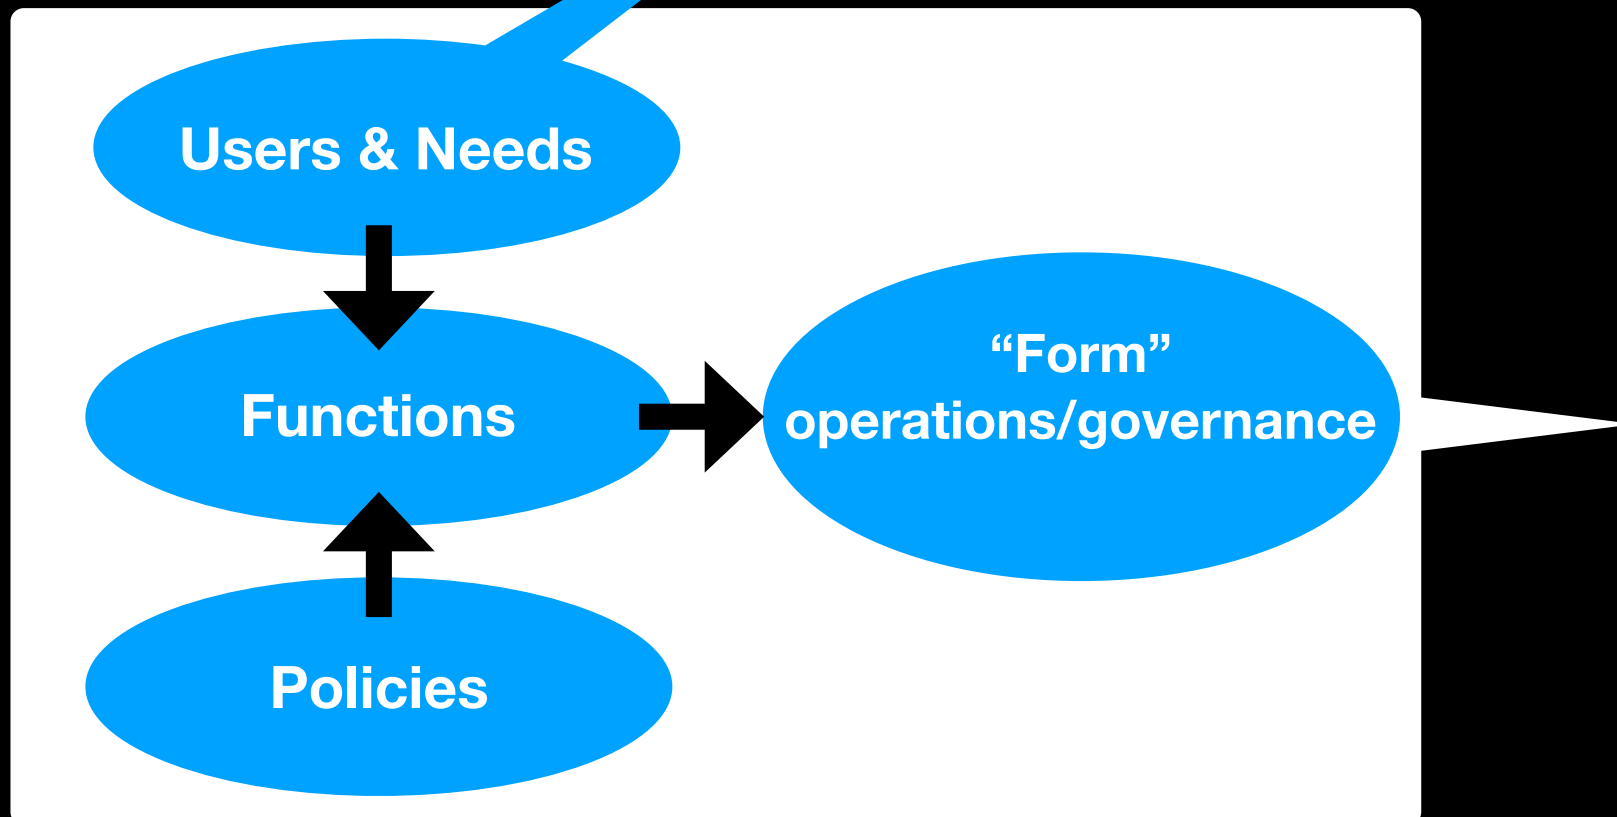 Users & Needs
Functions
“Form”
operations/governance
Policies